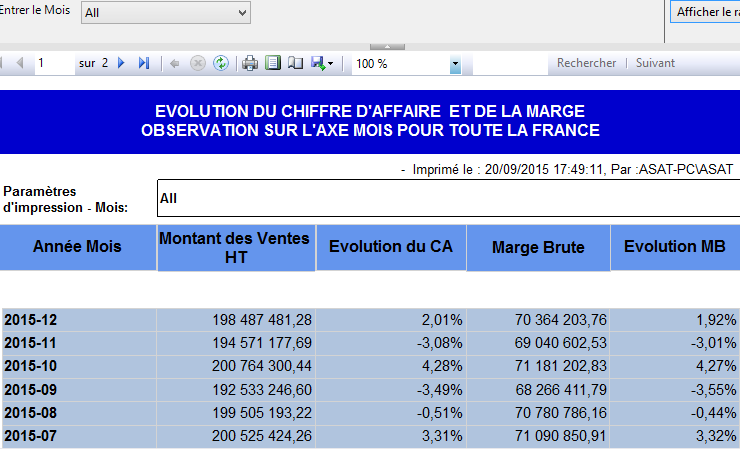 Entrer le Mois All Afficher le ra
1 sur 2 100 % Rechercher Suivant
EVOLUTION DU CHIFFRE D'AFFAIRE ET DE LA MARGE
OBSERVATION SUR L'AXE MOIS POUR TOUTE LA FRANCE
- Imprimé le : 20/09/2015 17:49:11, Par :ASAT-PC\ASAT
Paramètres
d'impression - Mois:
All
Année Mois Montant des Ventes HT Evolution du CA Marge Brute Evolution MB
2015-12 198 487 481,28 2,01% 70 364 203,76 1,92%
2015-11 194 571 177,69 -3,08% 69 040 602,53 -3,01%
2015-10 200 764 300,44 4,28% 71 181 202,83 4,27%
2015-09 192 533 246,60 -3,49% 68 266 411,79 -3,55%
2015-08 199 505 193,22 -0,51% 70 780 786,16 -0,44%
2015-07 200 525 424,26 3,31% 71 090 850,91 3,32%